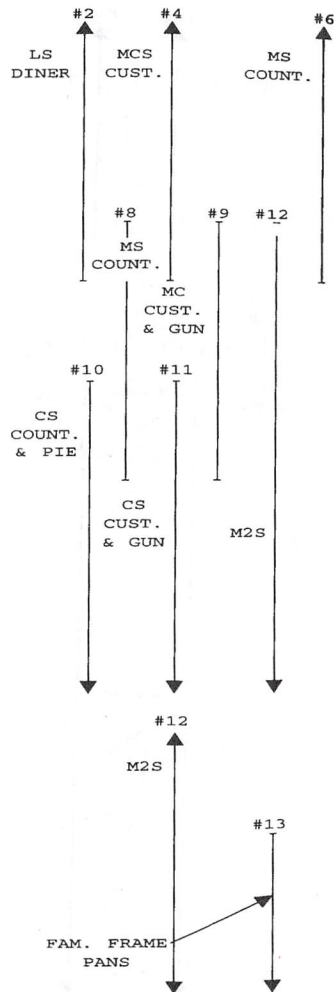 #2
#4
#6
LS
DINER
MCS
CUST.
MS
COUNT.
#8
#9
#12
MS
COUNT.
MC
CUST.
& GUN
#10
#11
CS
COUNT.
& PIE
CS
CUST.
& GUN
M2S
#12
M2S
#13
FAM. FRAME
PANS